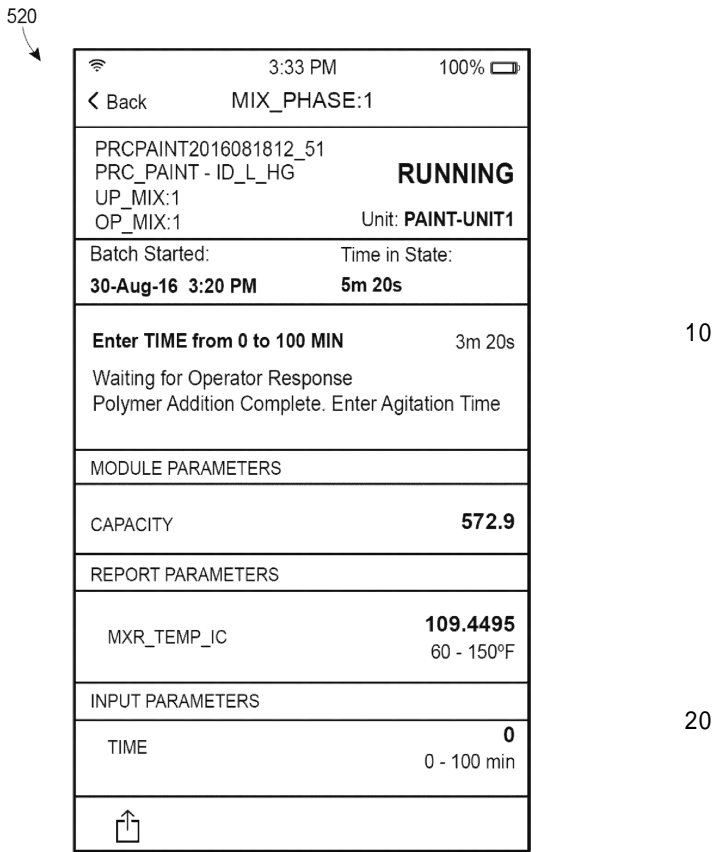 520
3:33 PM 100%
Back MIX_PHASE:1
PRCPAINT2016081812_51
PRC_PAINT - ID_L_HG RUNNING
UP_MIX:1
OP_MIX:1 Unit: PAINT-UNIT1
Batch Started: Time in State:
30-Aug-16 3:20 PM 5m 20s
10
Enter TIME from 0 to 100 MIN 3m 20s
Waiting for Operator Response
Polymer Addition Complete. Enter Agitation Time
MODULE PARAMETERS
CAPACITY 572.9
REPORT PARAMETERS
MXR_TEMP_IC 109.4495
60 - 150ºF
INPUT PARAMETERS
20
TIME 0
0 - 100 min